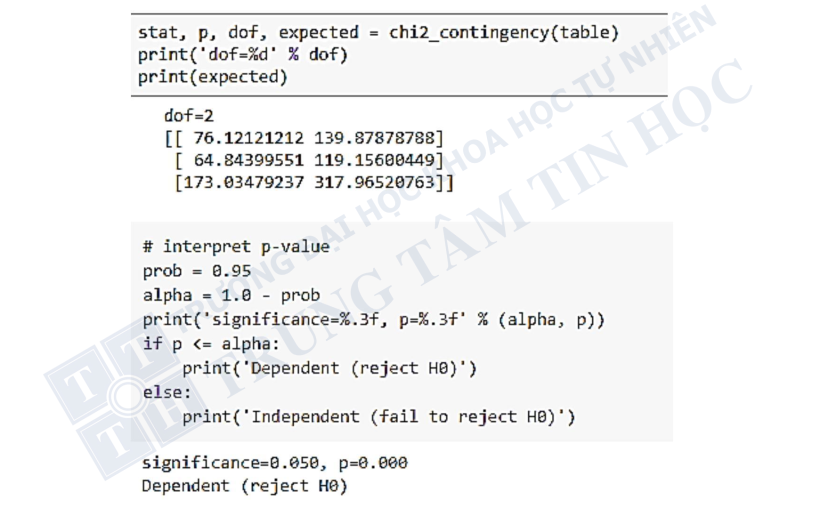 stat, p, dof, expected = chi2_contingency(table)
print('dof=%d' % dof)
print(expected)
dof=2
[[ 76.12121212 139.87878788]
[ 64.84399551 119.15600449]
[173.03479237 317.96520763]]
# interpret p-value
prob = 0.95
alpha = 1.0 - prob
print('significance=%.3f, p=%.3f' % (alpha, p))
if p <= alpha:
print('Dependent (reject H0)')
else:
print('Independent (fail to reject H0)')
significance=0.050, p=0.000
Dependent (reject H0)
TRƯỜNG ĐẠI HỌC KHOA HỌC TỰ NHIÊN
TRUNG TÂM TIN HỌC
T T
T H